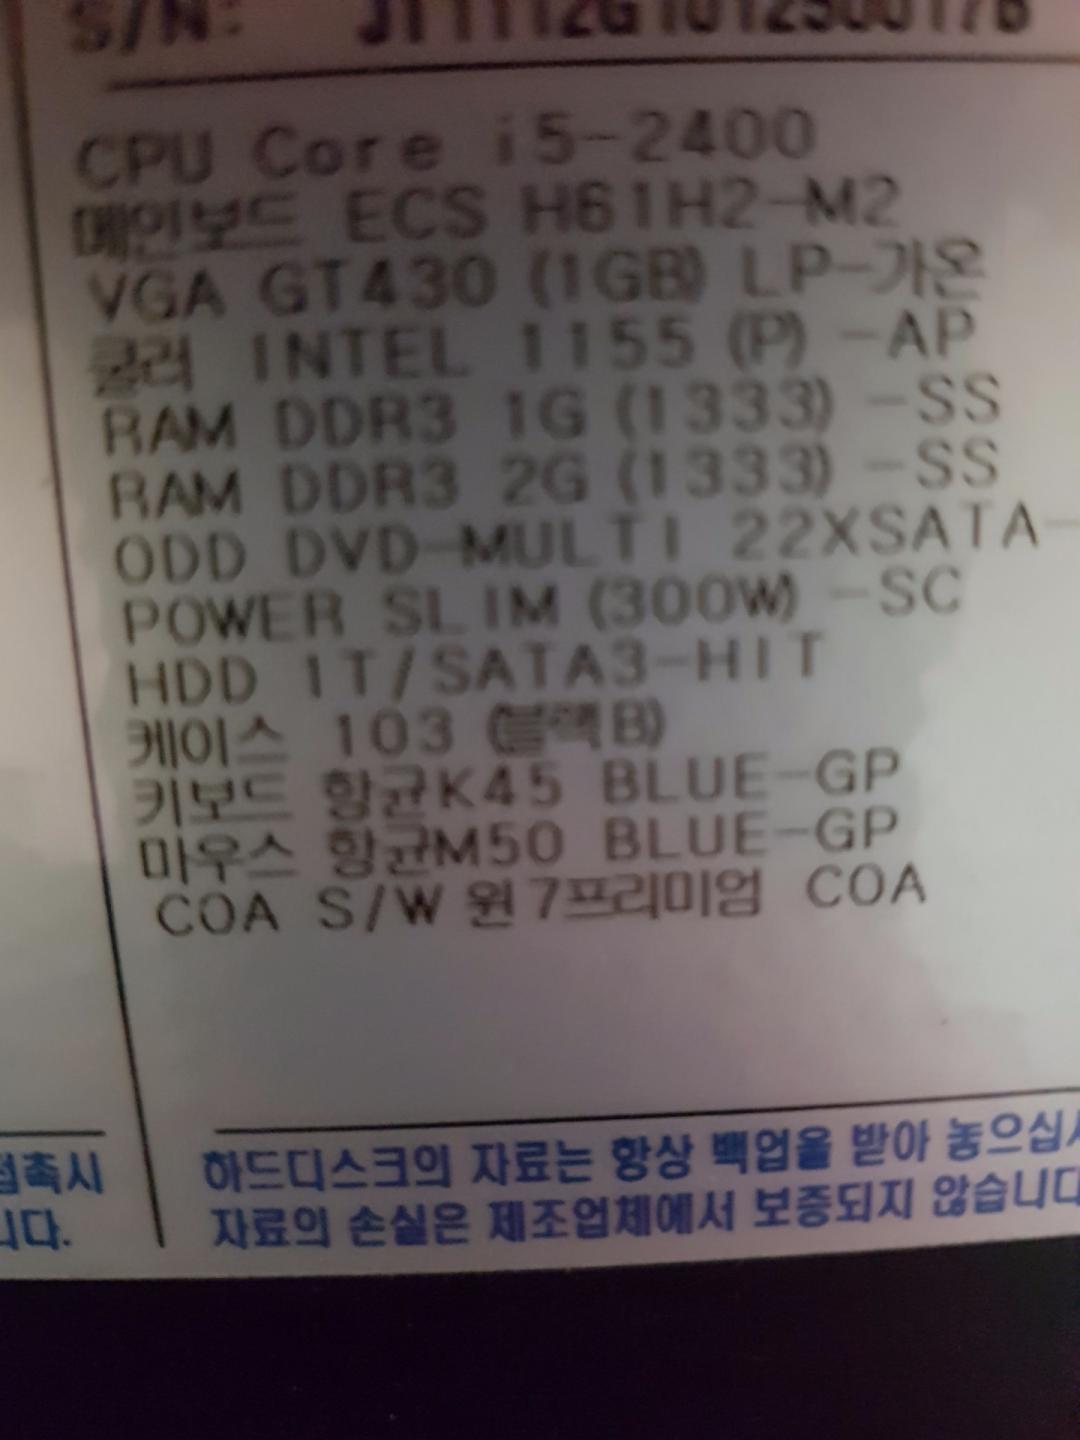 S/N:
CPU Core i5-2400
메인보드 ECS H61H2-M2
VGA GT430 (1GB) LP-가온
쿨러 INTEL 1155 (P) -AP
RAM DDR3 1G (1333) -SS
RAM DDR3 2G (1333) -SS
ODD DVD-MULTI 22XSATA-
POWER SLIM (300W) -SC
HDD 1T/SATA3-HIT
케이스 103 (블랙B)
키보드 항균K45 BLUE-GP
마우스 항균M50 BLUE-GP
COA S/W 윈7프리미엄 COA
하드디스크의 자료는 항상 백업을 받아 놓으십시
자료의 손실은 제조업체에서 보증되지 않습니다
접촉시
니다.